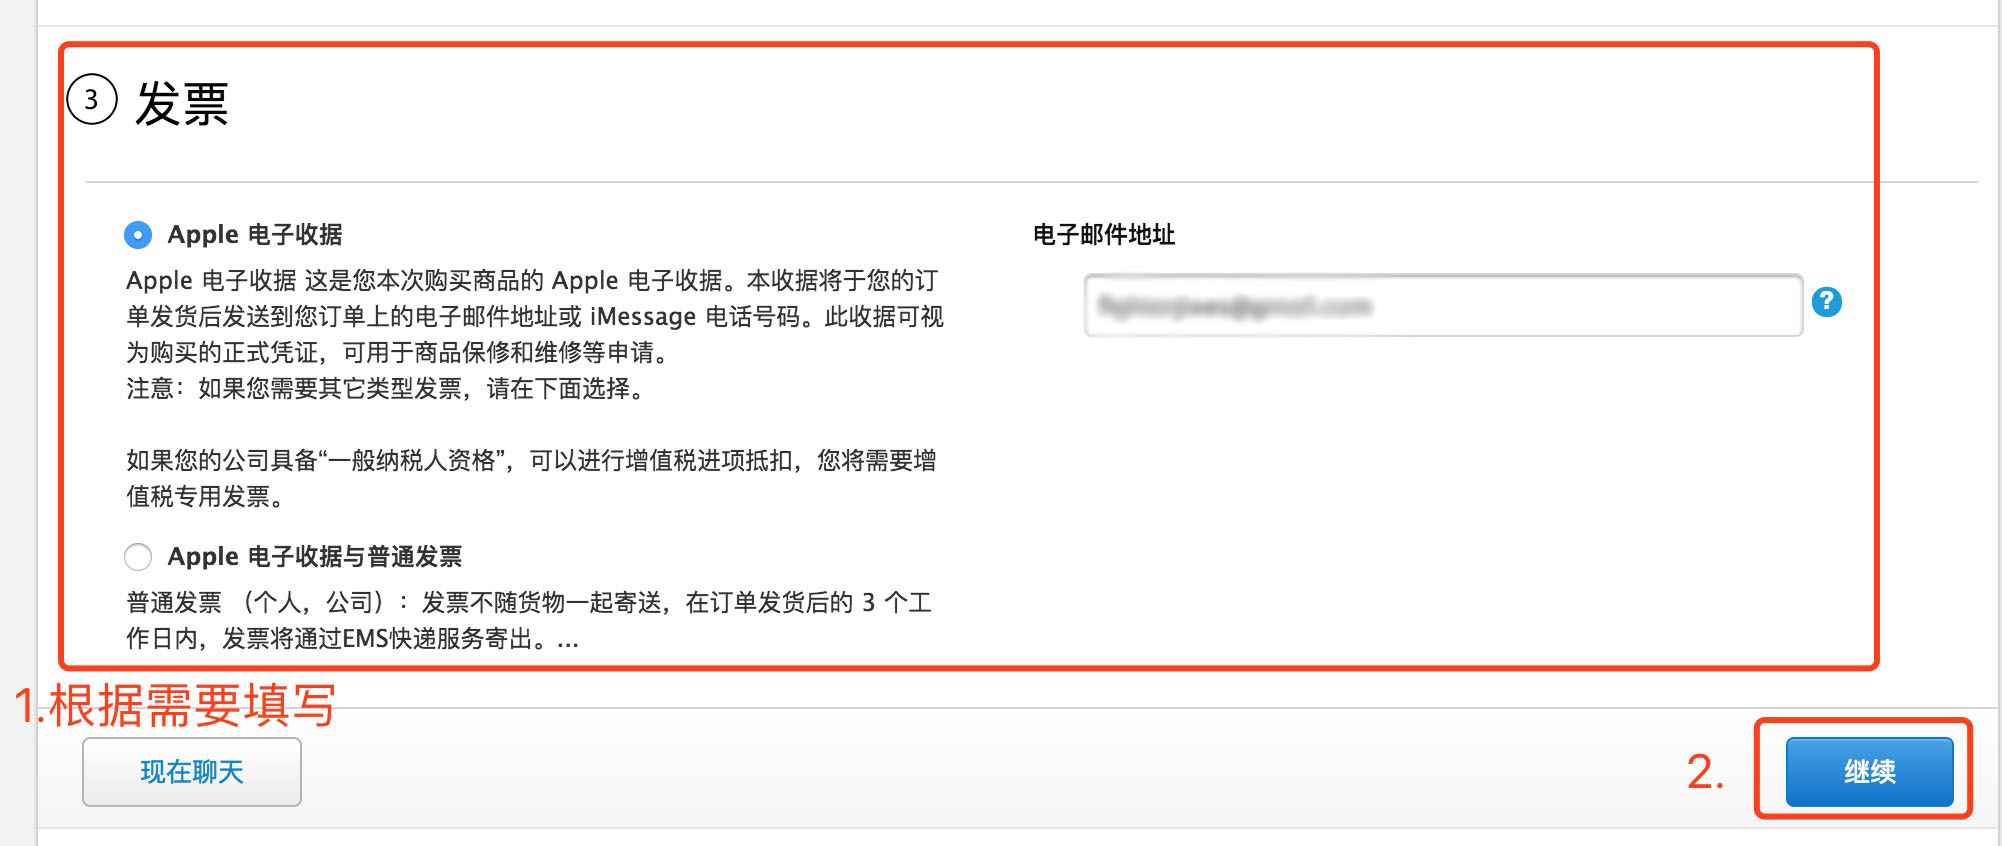 3 发票
Apple 电子收据
Apple 电子收据 这是您本次购买商品的 Apple 电子收据。本收据将于您的订
单发货后发送到您订单上的电子邮件地址或 iMessage 电话号码。此收据可视
为购买的正式凭证，可用于商品保修和维修等申请。
注意：如果您需要其它类型发票，请在下面选择。
如果您的公司具备“一般纳税人资格”，可以进行增值税进项抵扣，您将需要增
值税专用发票。
Apple 电子收据与普通发票
普通发票 （个人，公司）：发票不随货物一起寄送，在订单发货后的 3 个工
作日内，发票将通过EMS快递服务寄出。...
电子邮件地址
?
1.根据需要填写
现在聊天
2.
继续